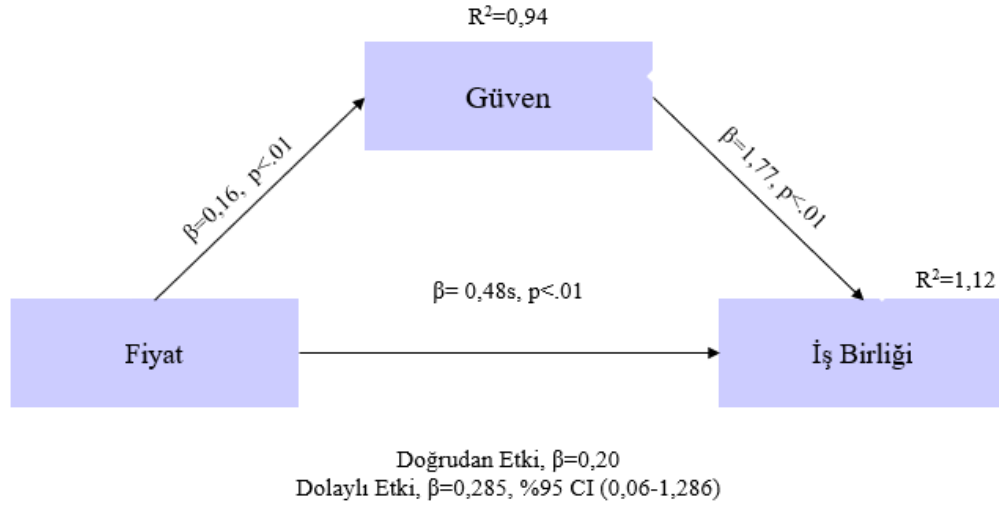 R²=0,94
Güven
β=0,16, p<.01
β=1,77, p<.01
R²=1,12
β= 0,48s, p<.01
Fiyat
İş Birliği
Doğrudan Etki, β=0,20
Dolaylı Etki, β=0,285, %95 CI (0,06-1,286)